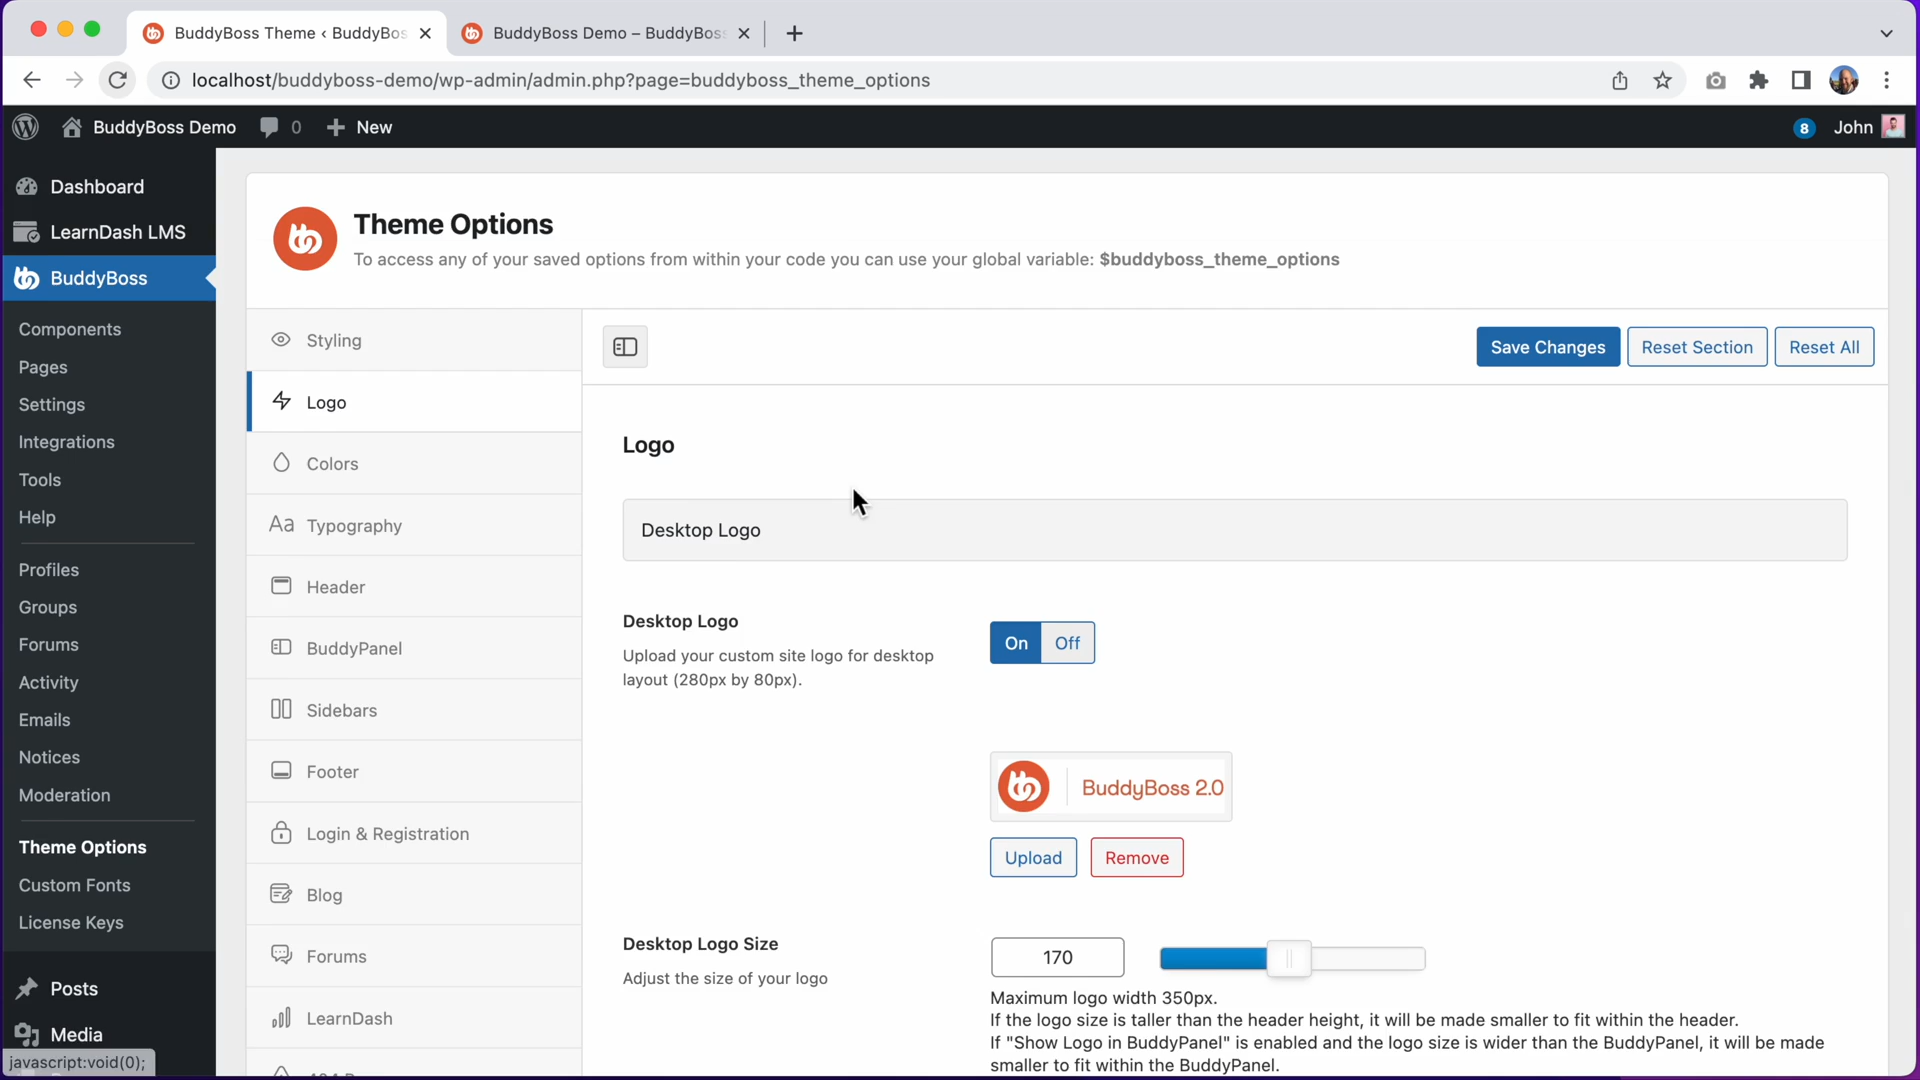 BuddyBoss Theme ‹ BuddyBos
BuddyBoss Demo – BuddyBoss
localhost/buddyboss-demo/wp-admin/admin.php?page=buddyboss_theme_options
BuddyBoss Demo
0
New
8
John
Dashboard
LearnDash LMS
BuddyBoss
Components
Pages
Settings
Integrations
Tools
Help
Profiles
Groups
Forums
Activity
Emails
Notices
Moderation
Theme Options
Custom Fonts
License Keys
Posts
Media
javascript:void(0);
Theme Options
To access any of your saved options from within your code you can use your global variable: $buddyboss_theme_options
Styling
Logo
Colors
Aa Typography
Header
BuddyPanel
Sidebars
Footer
Login & Registration
Blog
Forums
LearnDash
Save Changes
Reset Section
Reset All
Logo
Desktop Logo
Desktop Logo
Upload your custom site logo for desktop
layout (280px by 80px).
On
Off
BuddyBoss 2.0
Upload
Remove
Desktop Logo Size
Adjust the size of your logo
170
Maximum logo width 350px.
If the logo size is taller than the header height, it will be made smaller to fit within the header.
If "Show Logo in BuddyPanel" is enabled and the logo size is wider than the BuddyPanel, it will be made
smaller to fit within the BuddyPanel.